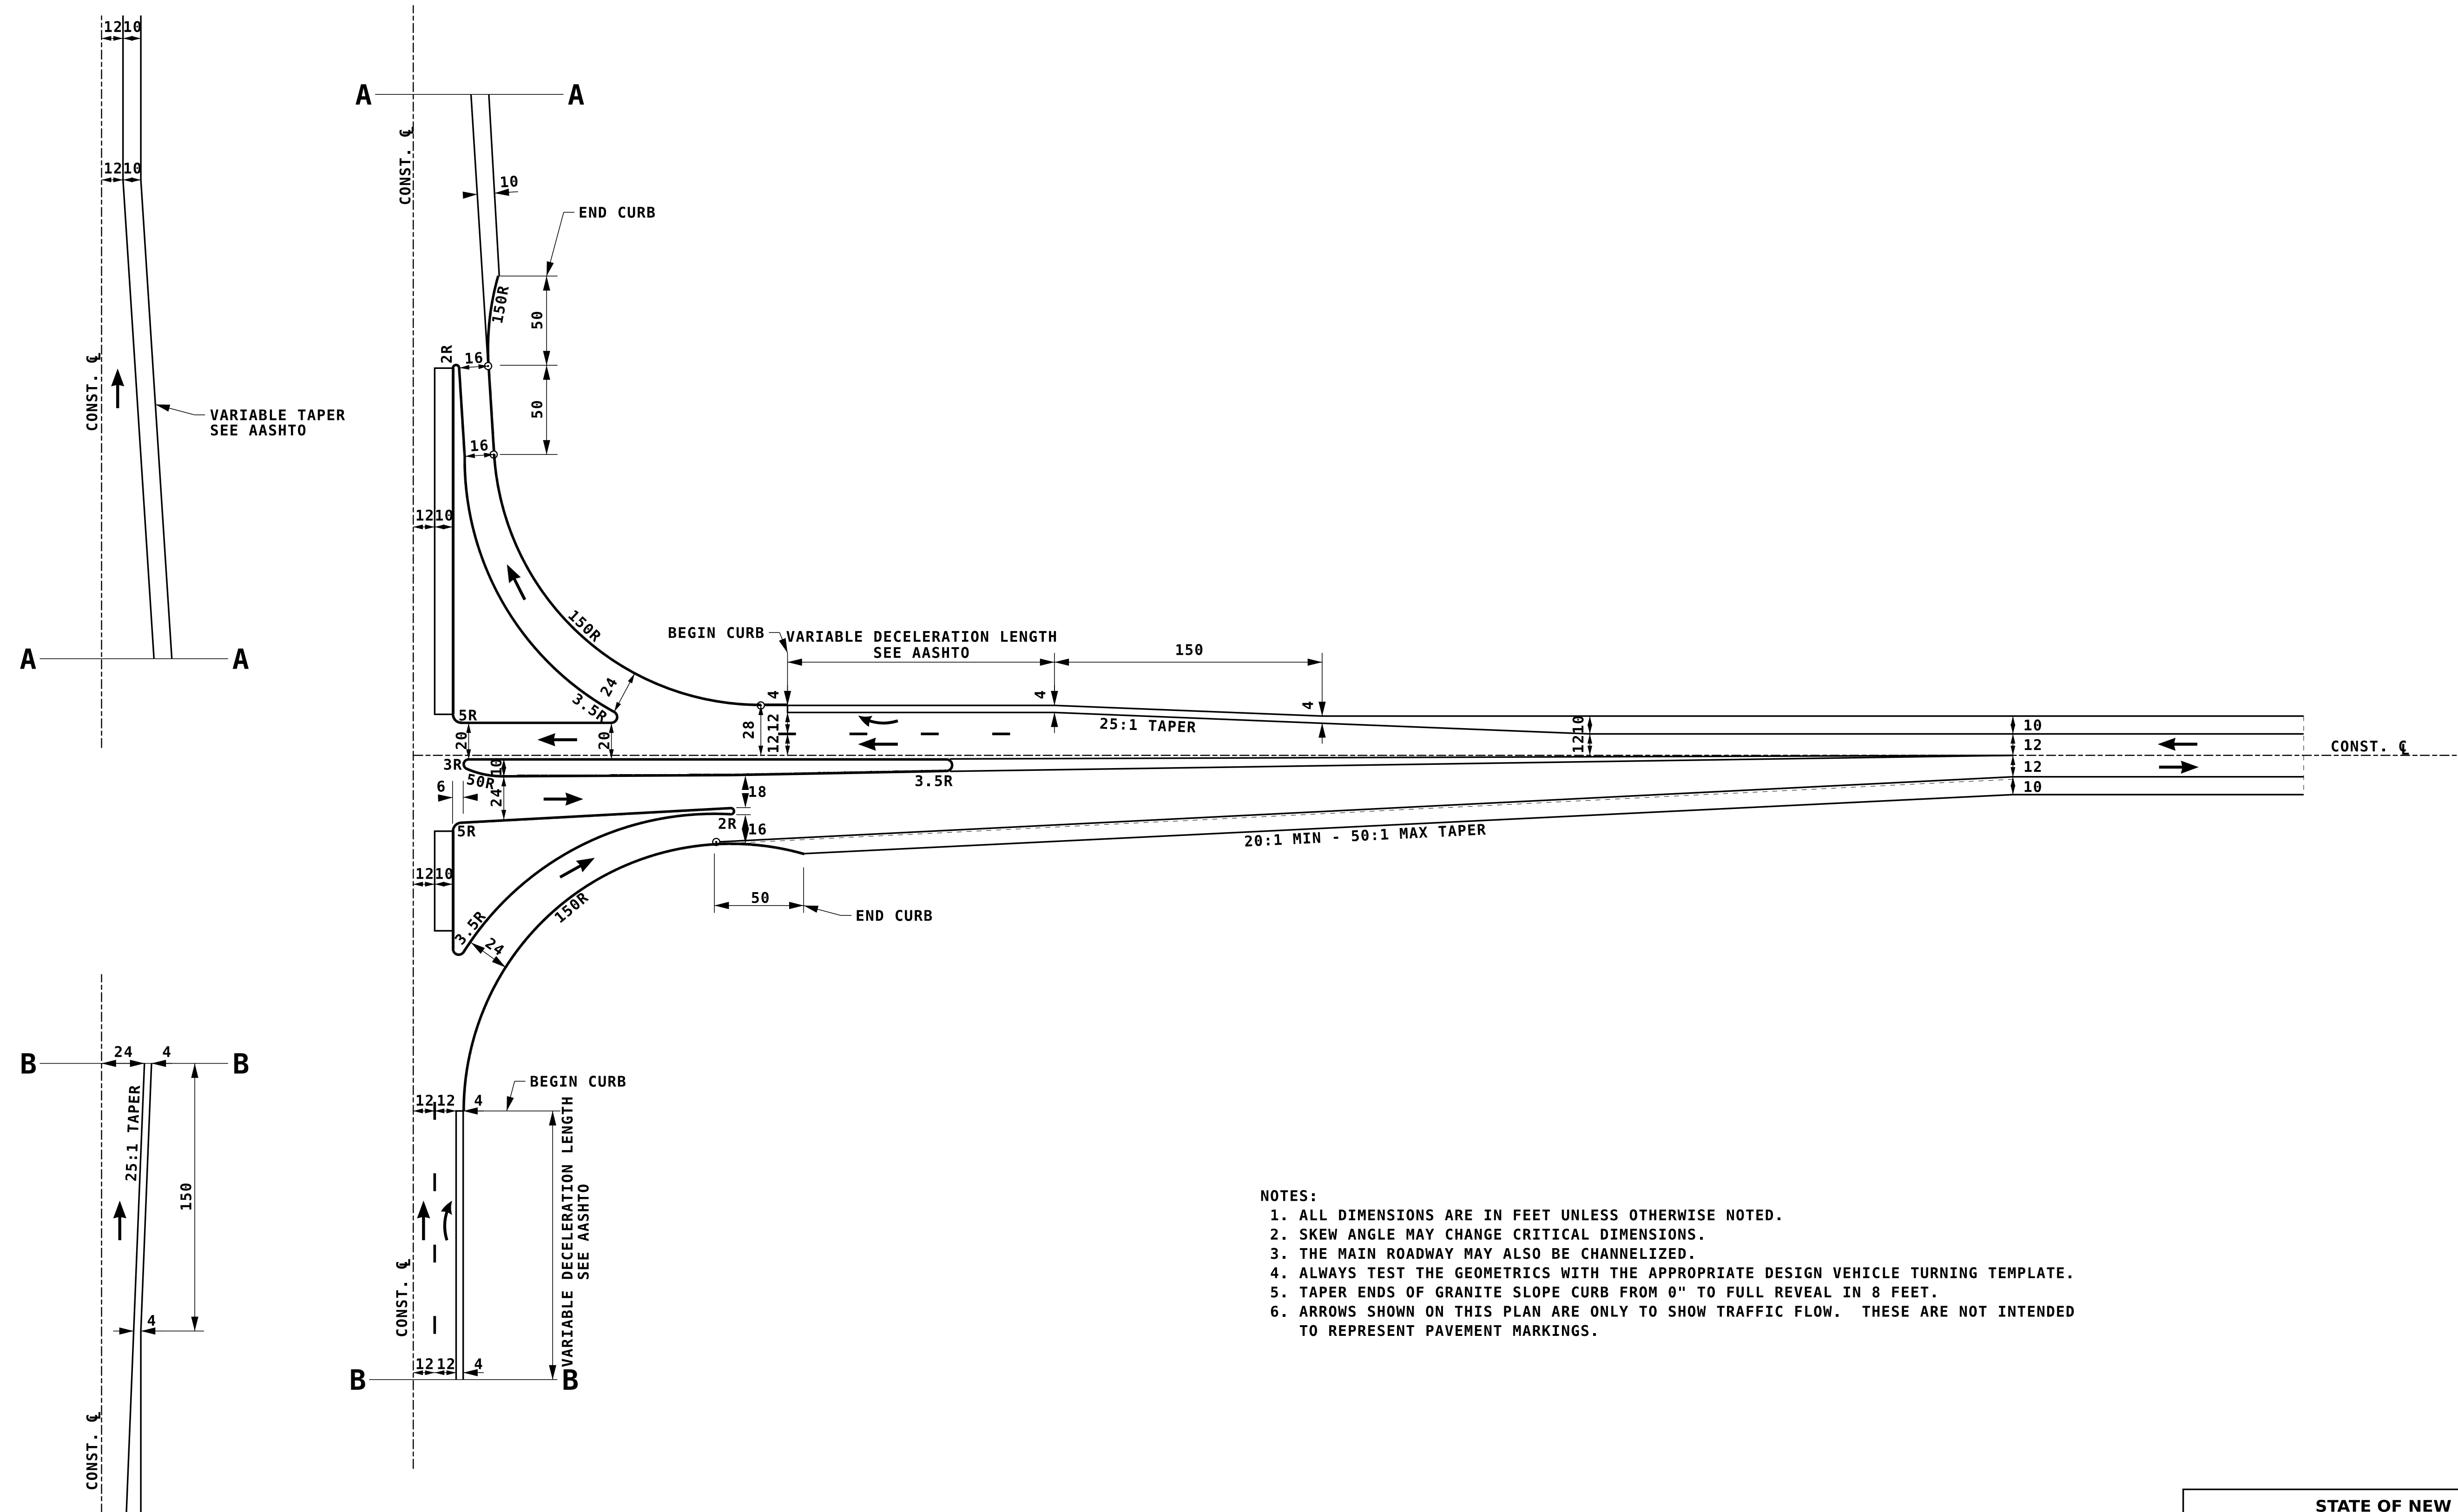 12 10
12 10
CONST. ℄
VARIABLE TAPER
SEE AASHTO
A A
A A
CONST. ℄
10
END CURB
150R
50
2R
16
50
16
12 10
150R
24
3.5R
5R
20
20
BEGIN CURB
VARIABLE DECELERATION LENGTH
SEE AASHTO
150
4
4
4
28
12
12
25:1 TAPER
10
12
10
12
12
10
CONST. ℄
3R
50R
10
3.5R
6
24
18
5R
2R
16
20:1 MIN - 50:1 MAX TAPER
12 10
150R
50
END CURB
3.5R
24
B B
24 4
25:1 TAPER
150
4
CONST. ℄
BEGIN CURB
12 12 4
VARIABLE DECELERATION LENGTH
SEE AASHTO
CONST. ℄
12 12 4
B B
NOTES:
1. ALL DIMENSIONS ARE IN FEET UNLESS OTHERWISE NOTED.
2. SKEW ANGLE MAY CHANGE CRITICAL DIMENSIONS.
3. THE MAIN ROADWAY MAY ALSO BE CHANNELIZED.
4. ALWAYS TEST THE GEOMETRICS WITH THE APPROPRIATE DESIGN VEHICLE TURNING TEMPLATE.
5. TAPER ENDS OF GRANITE SLOPE CURB FROM 0" TO FULL REVEAL IN 8 FEET.
6. ARROWS SHOWN ON THIS PLAN ARE ONLY TO SHOW TRAFFIC FLOW. THESE ARE NOT INTENDED
TO REPRESENT PAVEMENT MARKINGS.
STATE OF NEW